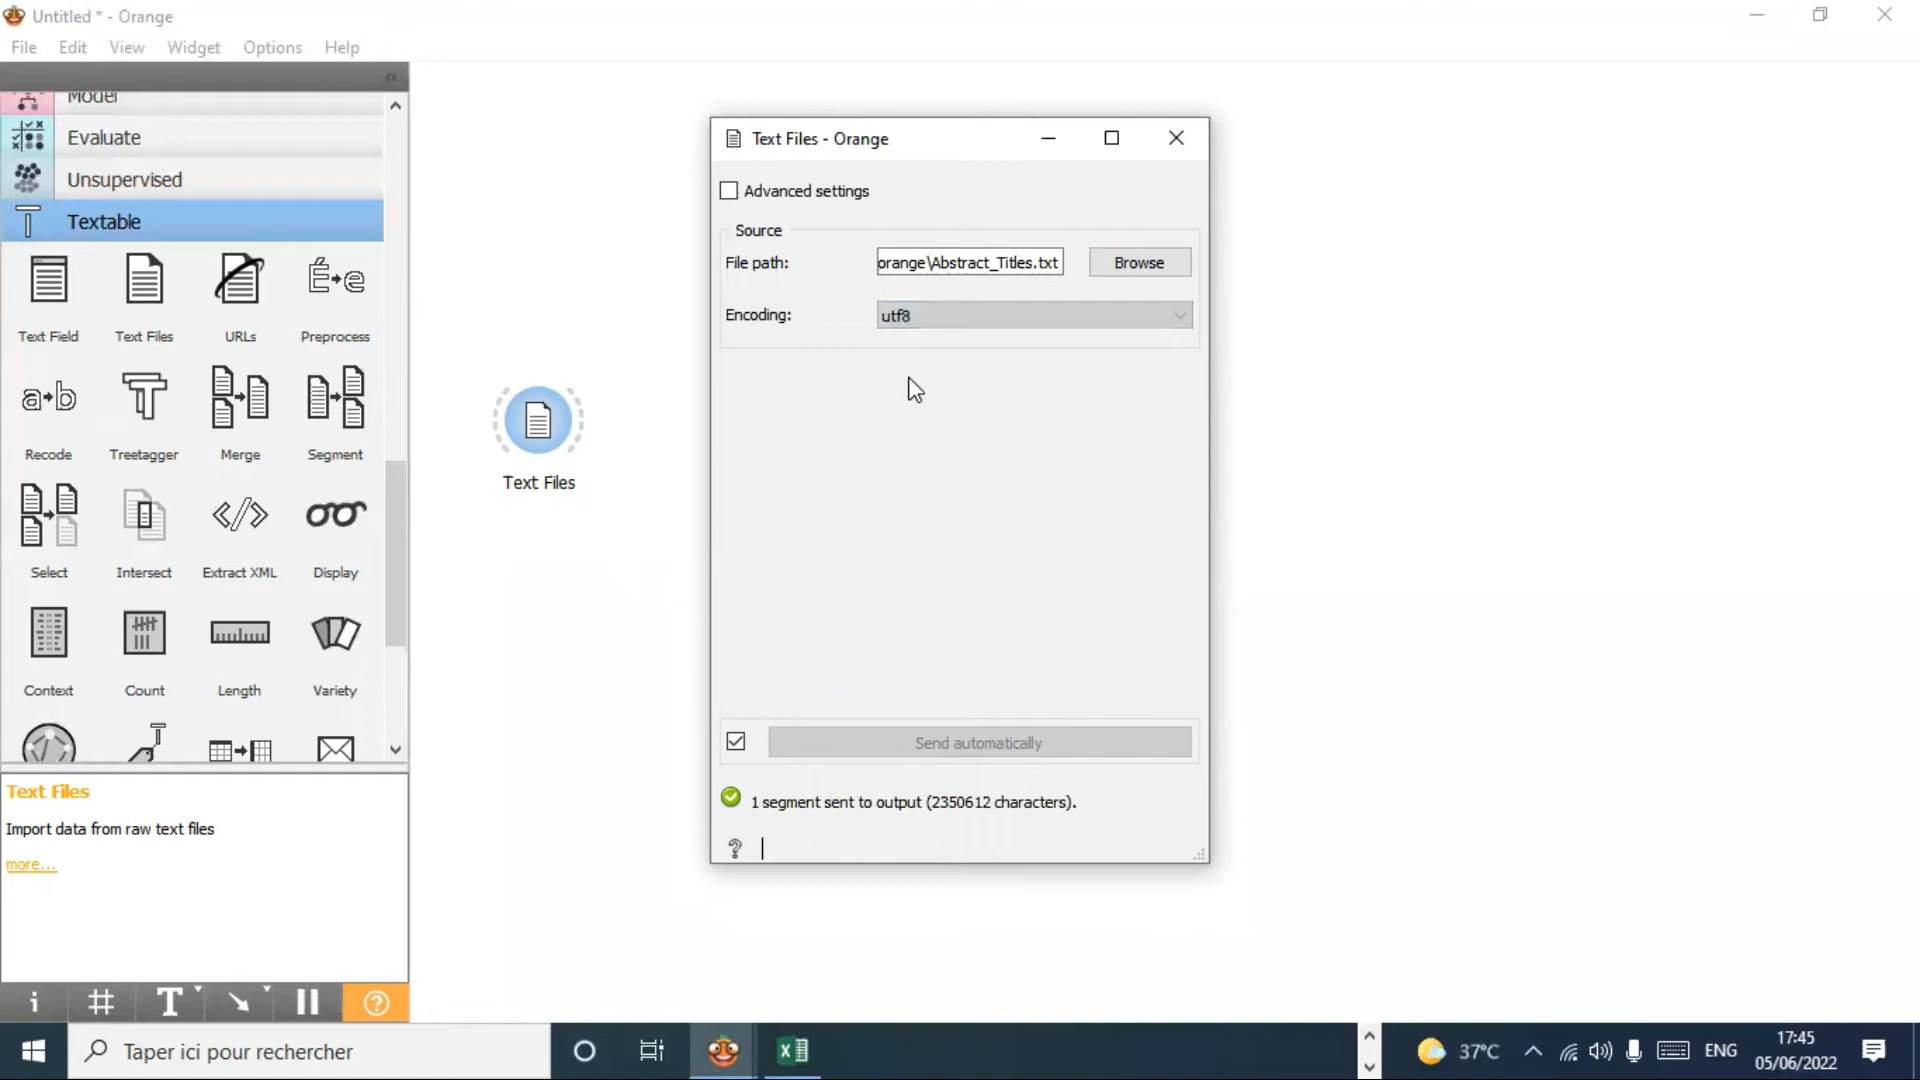 Untitled * - Orange
File Edit View Widget Options Help
Model
Evaluate
Unsupervised
Textable
Text Field Text Files URLs Preprocess
É e
a b
Recode Treetagger Merge Segment
Select Intersect Extract XML Display
Context Count Length Variety
Text Files
Import data from raw text files
more...
Text Files
Text Files - Orange
Advanced settings
Source
File path: orange\Abstract_Titles.txt Browse
Encoding: utf8
Send automatically
1 segment sent to output (2350612 characters).
?
i # T ?
Taper ici pour rechercher
37°C ENG 17:45
05/06/2022